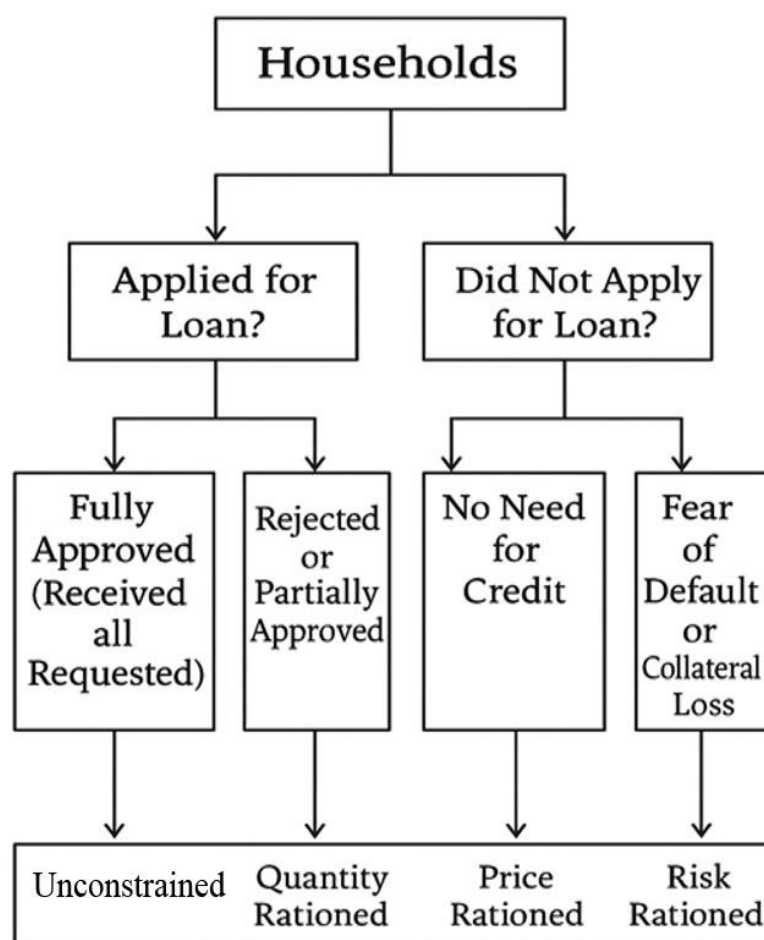 Households
Applied for
Loan?
Did Not Apply
for Loan?
Fully
Approved
(Received
all
Requested)
Rejected
or
Partially
Approved
No Need
for
Credit
Fear
of
Default
or
Collateral
Loss
Unconstrained
Quantity
Rationed
Price
Rationed
Risk
Rationed